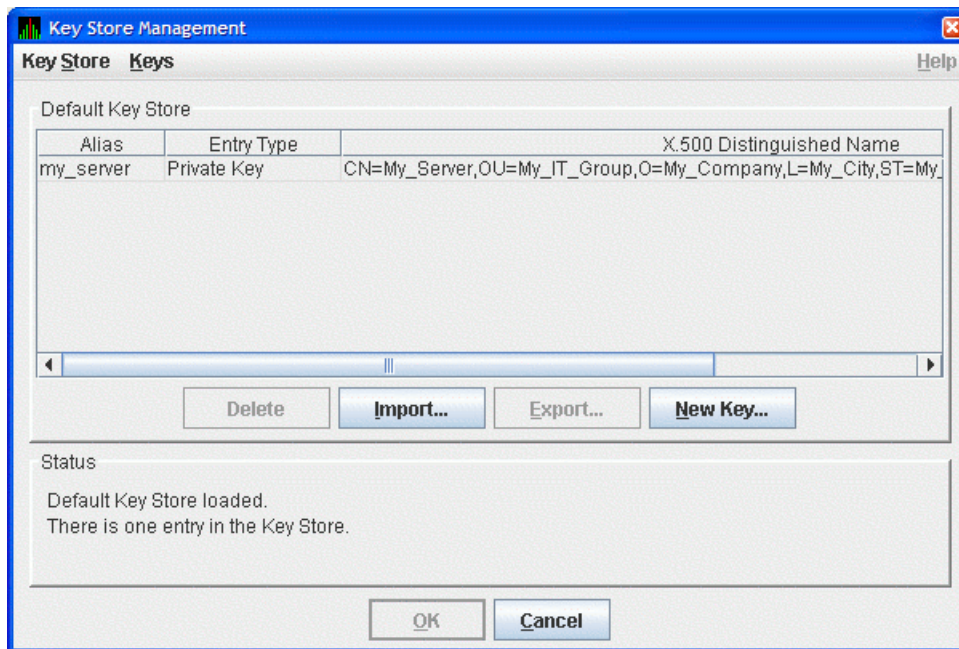 Key Store Management
Key Store Keys Help
Default Key Store
Alias Entry Type X.500 Distinguished Name
my_server Private Key CN=My_Server,OU=My_IT_Group,O=My_Company,L=My_City,ST=My_
Delete Import... Export... New Key...
Status
Default Key Store loaded.
There is one entry in the Key Store.
OK Cancel